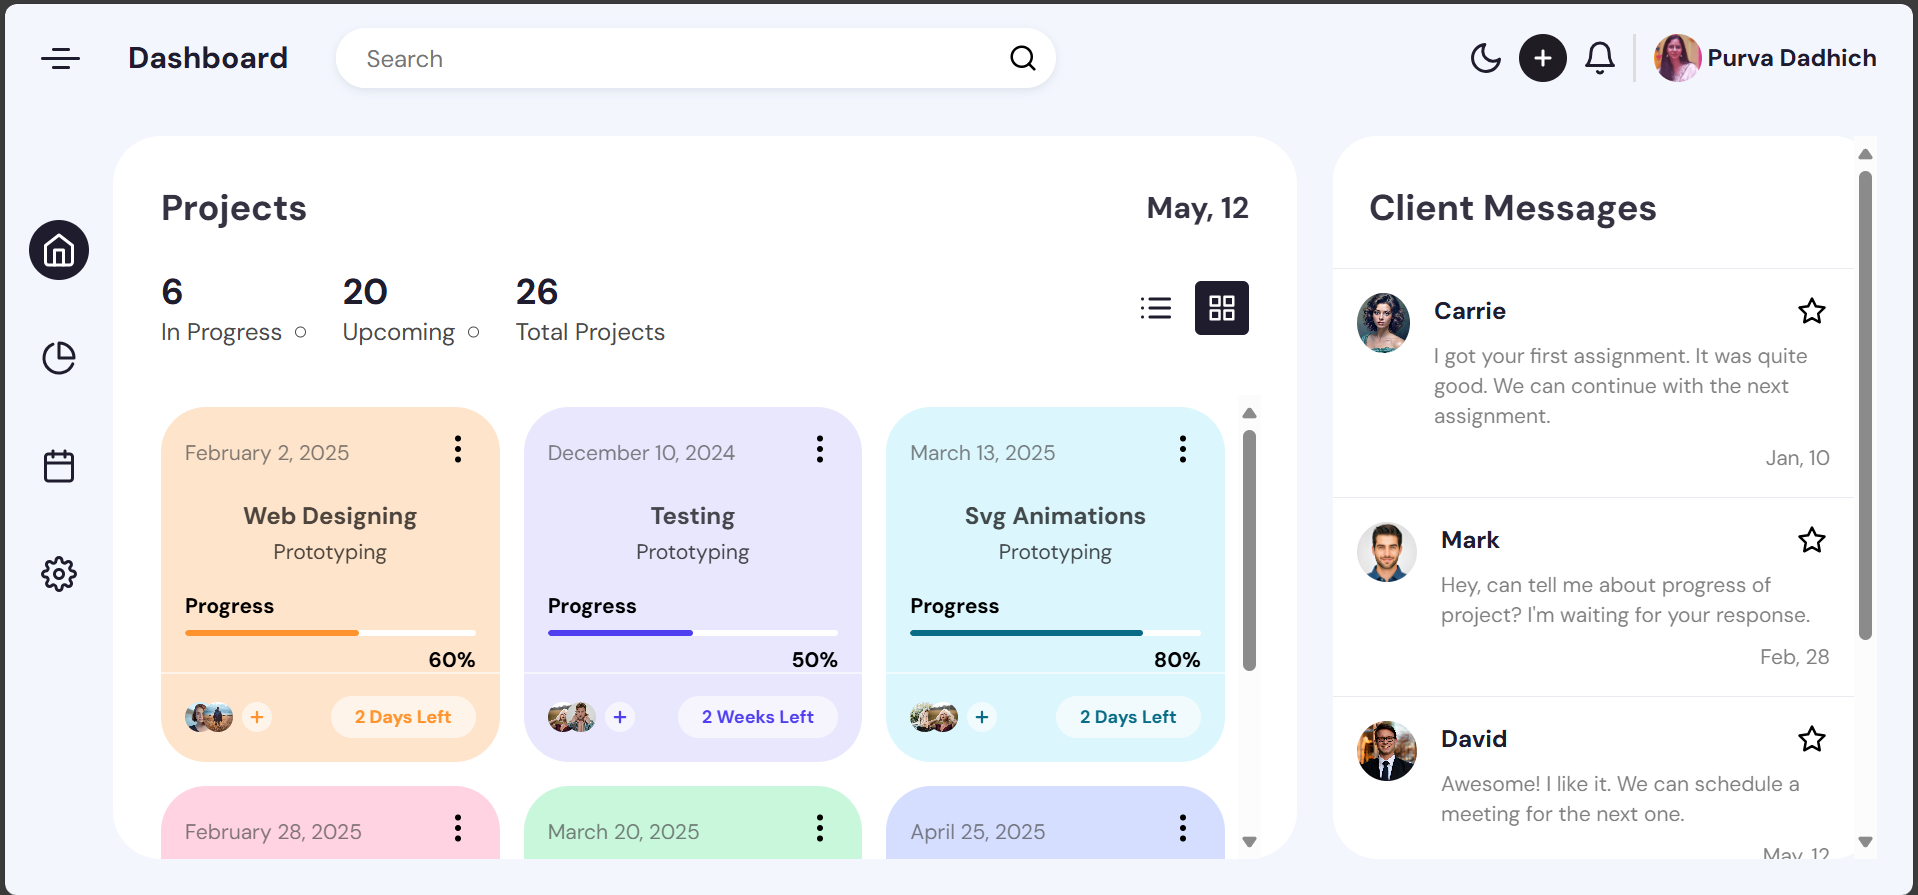 Dashboard
Search
Purva Dadhich
Projects
May, 12
6
In Progress
20
Upcoming
26
Total Projects
February 2, 2025
Web Designing
Prototyping
Progress
60%
2 Days Left
December 10, 2024
Testing
Prototyping
Progress
50%
2 Weeks Left
March 13, 2025
Svg Animations
Prototyping
Progress
80%
2 Days Left
February 28, 2025
March 20, 2025
April 25, 2025
Client Messages
Carrie
I got your first assignment. It was quite
good. We can continue with the next
assignment.
Jan, 10
Mark
Hey, can tell me about progress of
project? I'm waiting for your response.
Feb, 28
David
Awesome! I like it. We can schedule a
meeting for the next one.
May, 12